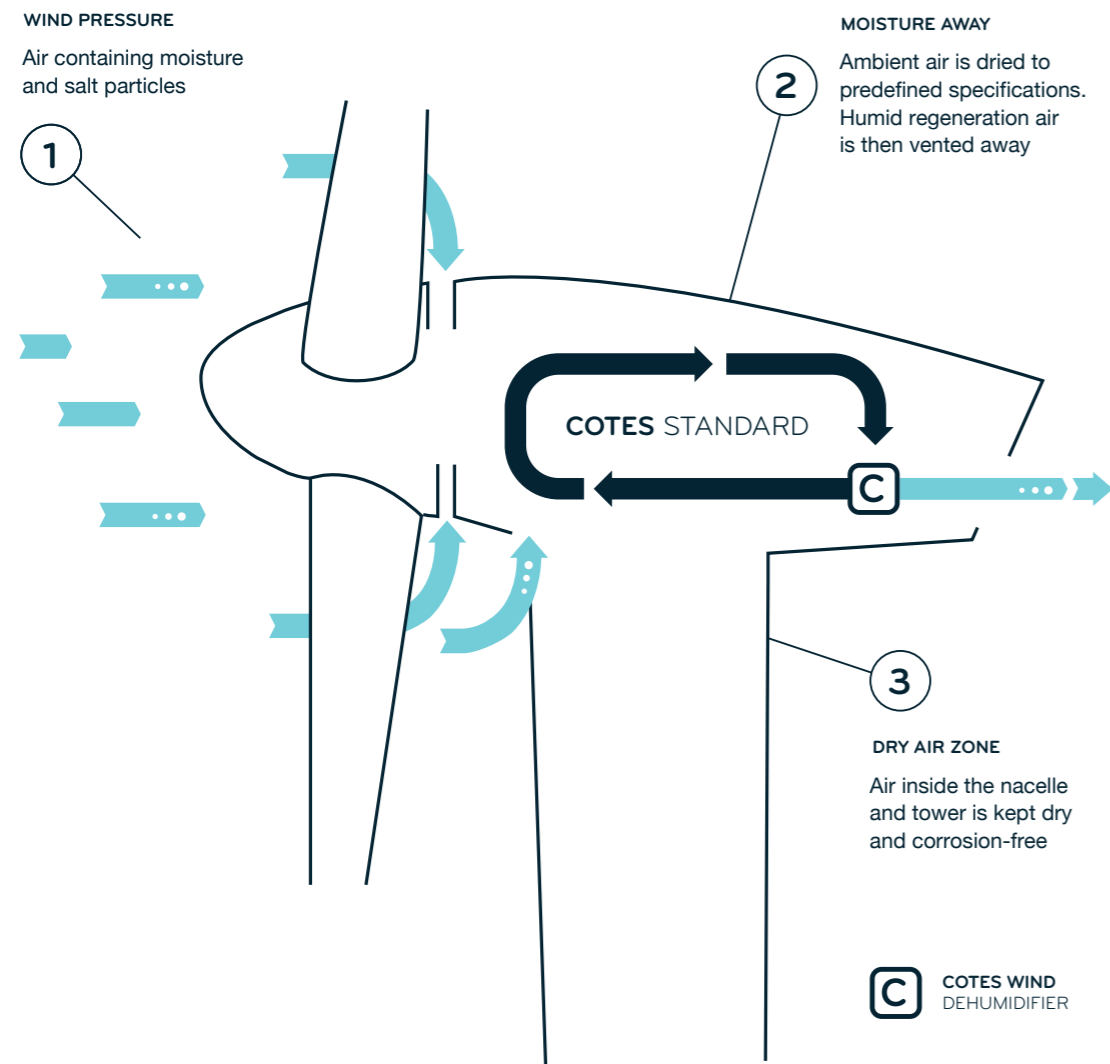 WIND PRESSURE
Air containing moisture
and salt particles
1
MOISTURE AWAY
Ambient air is dried to
predefined specifications.
Humid regeneration air
is then vented away
2
COTES STANDARD
C
3
DRY AIR ZONE
Air inside the nacelle
and tower is kept dry
and corrosion-free
C
COTES WIND
DEHUMIDIFIER